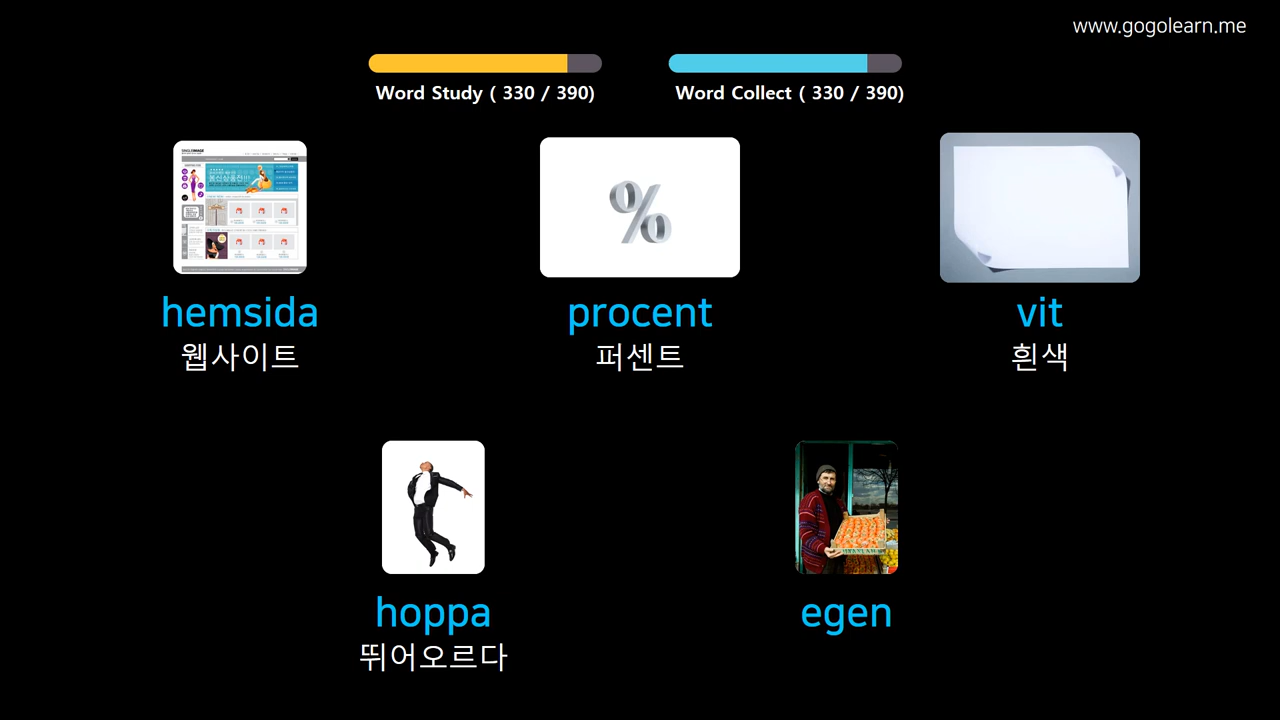 www.gogolearn.me
Word Study ( 330 / 390)
Word Collect ( 330 / 390)
hemsida
웹사이트
procent
퍼센트
vit
흰색
hoppa
뛰어오르다
egen